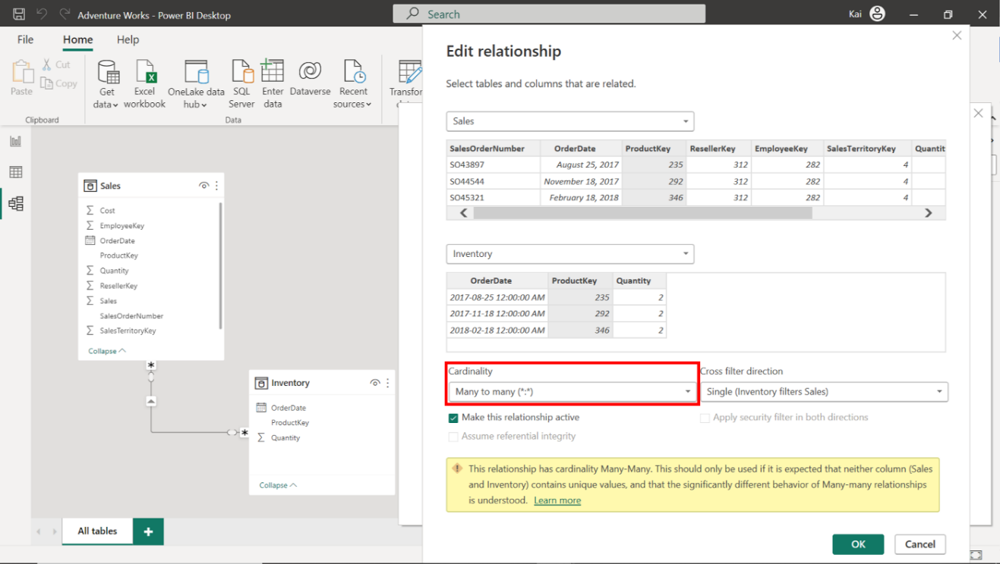 Adventure Works - Power BI Desktop
Search
Kai
File Home Help
Paste
Cut
Copy
Clipboard
Get data
Excel workbook
OneLake data hub
SQL Server
Enter data
Dataverse
Recent sources
Data
Sales
Cost
EmployeeKey
OrderDate
ProductKey
Quantity
ResellerKey
Sales
SalesOrderNumber
SalesTerritoryKey
Collapse
*
*
Inventory
OrderDate
ProductKey
Quantity
Collapse
All tables
+
Edit relationship
Select tables and columns that are related.
Sales
SalesOrderNumber OrderDate ProductKey ResellerKey EmployeeKey SalesTerritoryKey Quantit
SO43897 August 25, 2017 235 312 282 4
SO44544 November 18, 2017 292 312 282 4
SO45321 February 18, 2018 346 312 282 4
Inventory
OrderDate ProductKey Quantity
2017-08-25 12:00:00 AM 235 2
2017-11-18 12:00:00 AM 292 2
2018-02-18 12:00:00 AM 346 2
Cardinality
Many to many (*:*)
Cross filter direction
Single (Inventory filters Sales)
Make this relationship active
Apply security filter in both directions
Assume referential integrity
This relationship has cardinality Many-Many. This should only be used if it is expected that neither column (Sales
and Inventory) contains unique values, and that the significantly different behavior of Many-many relationships
is understood. Learn more
OK
Cancel